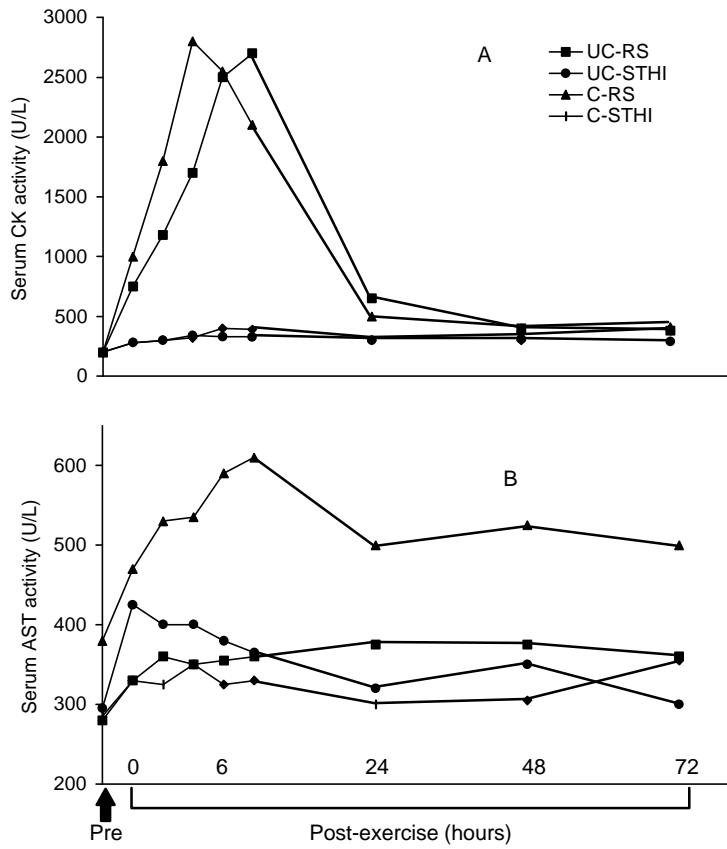 3000
2500
2000
1500
1000
500
0
Serum CK activity (U/L)
A
UC-RS
UC-STHI
C-RS
C-STHI
600
500
400
300
200
Serum AST activity (U/L)
B
0 6 24 48 72
Pre
Post-exercise (hours)